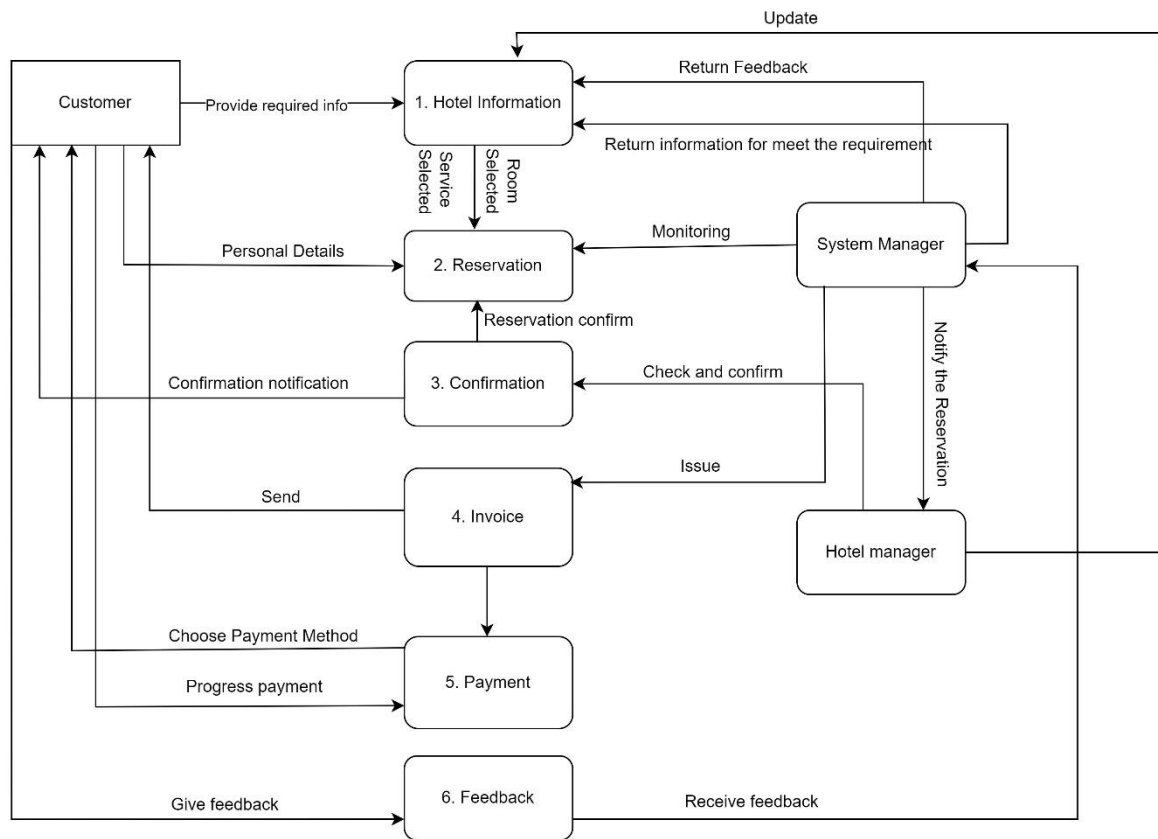 Update
Return Feedback
Customer
Provide required info
1. Hotel Information
Return information for meet the requirement
Service
Selected
Room
Selected
System Manager
Monitoring
Personal Details
2. Reservation
Reservation confirm
Notify the Reservation
Check and confirm
Confirmation notification
3. Confirmation
Issue
Send
4. Invoice
Hotel manager
Choose Payment Method
5. Payment
Progress payment
6. Feedback
Give feedback
Receive feedback